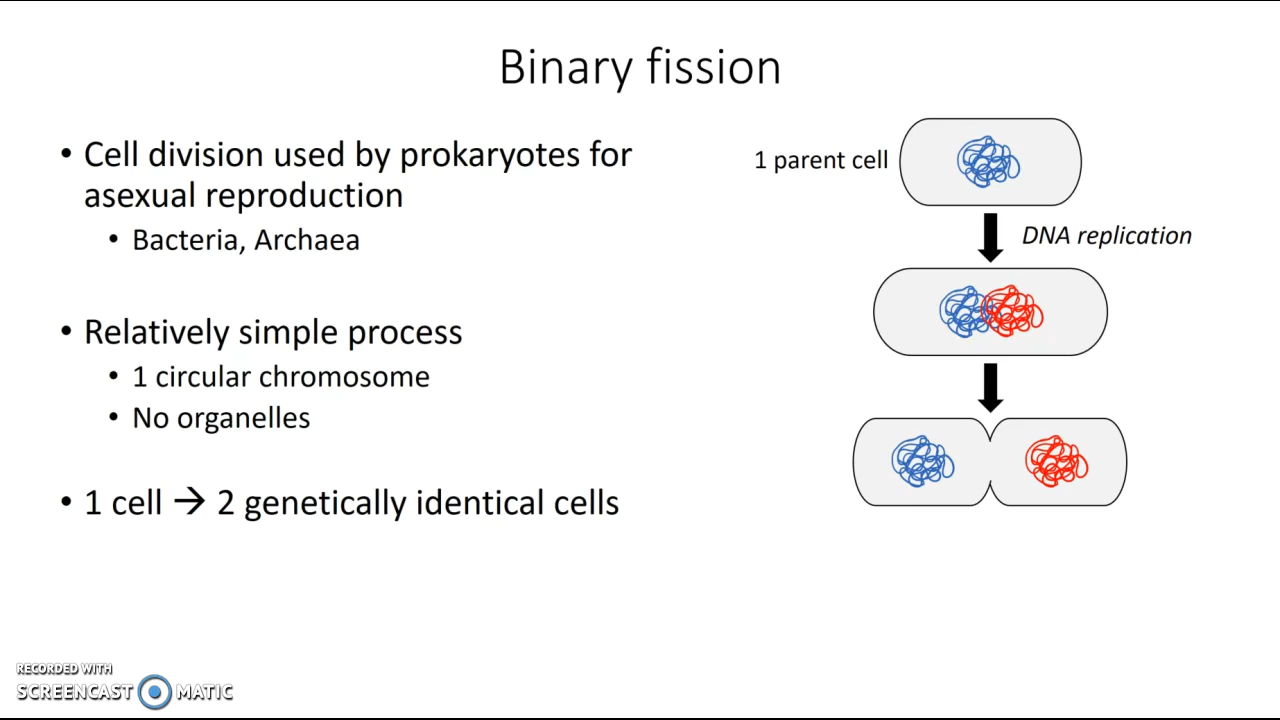 Binary fission
• Cell division used by prokaryotes for
asexual reproduction
• Bacteria, Archaea
• Relatively simple process
• 1 circular chromosome
• No organelles
• 1 cell → 2 genetically identical cells
1 parent cell
DNA replication
RECORDED WITH
SCREENCAST MATIC